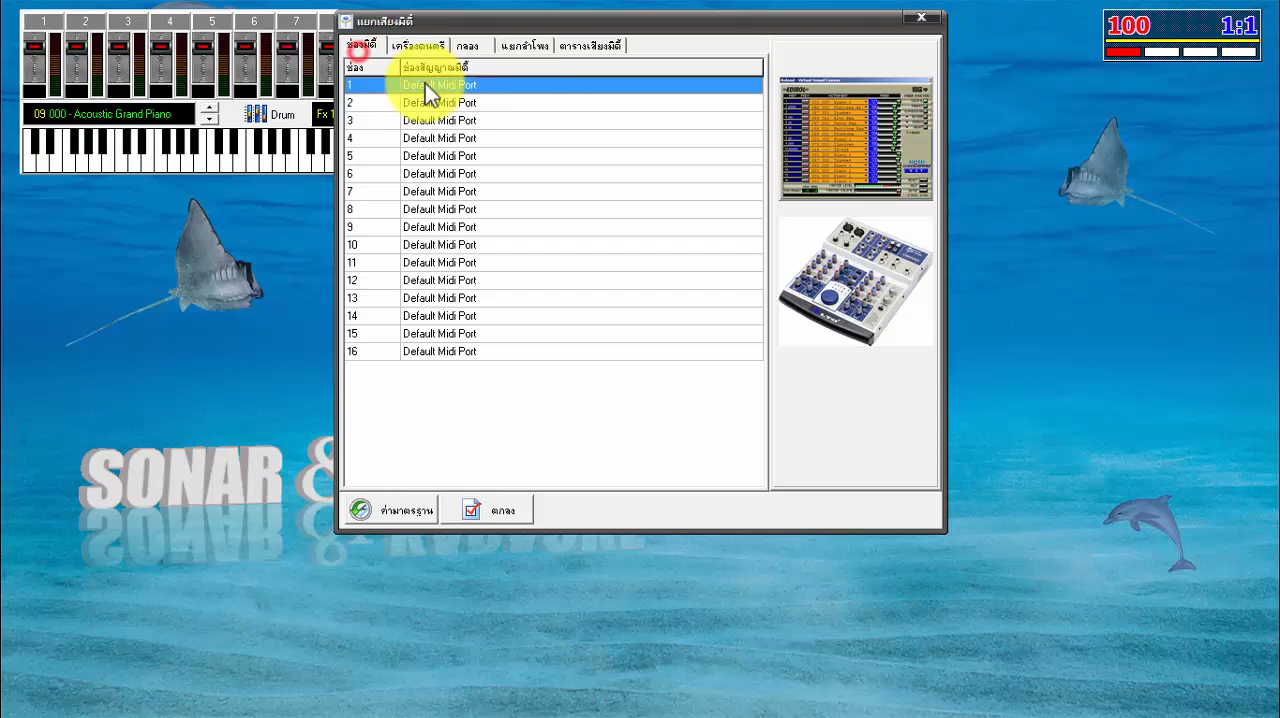 1 2 3 4 5 6 7
09 000 - Acoustic Grand Piano
Drum
Fx 1
แยกเสียงมิดี้
ช่องมิดี้ เครื่องดนตรี กลอง แยกลำโพง ตารางเสียงมิดี้
ช่อง ช่องสัญญาณมิดี้
1 Default Midi Port
2 Default Midi Port
3 Default Midi Port
4 Default Midi Port
5 Default Midi Port
6 Default Midi Port
7 Default Midi Port
8 Default Midi Port
9 Default Midi Port
10 Default Midi Port
11 Default Midi Port
12 Default Midi Port
13 Default Midi Port
14 Default Midi Port
15 Default Midi Port
16 Default Midi Port
ค่ามาตรฐาน ตกลง
EDIROL
100 1:1
SONAR &